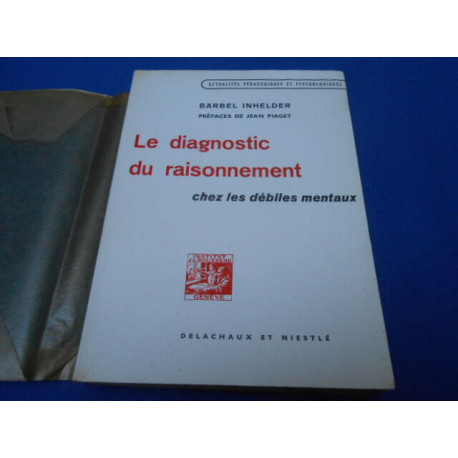 ACTUALITÉS PÉDAGOGIQUES ET PSYCHOLOGIQUES
BÄRBEL INHELDER
PRÉFACES DE JEAN PIAGET
Le diagnostic
du raisonnement
chez les débiles mentaux
GENÈVE
DELACHAUX ET NIESTLÉ